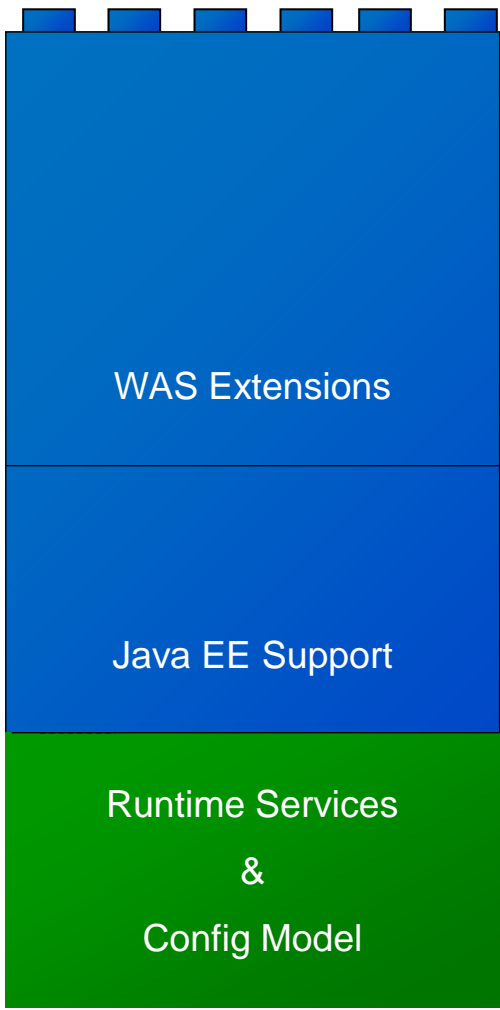 WAS Extensions
Java EE Support
Runtime Services
&
Config Model